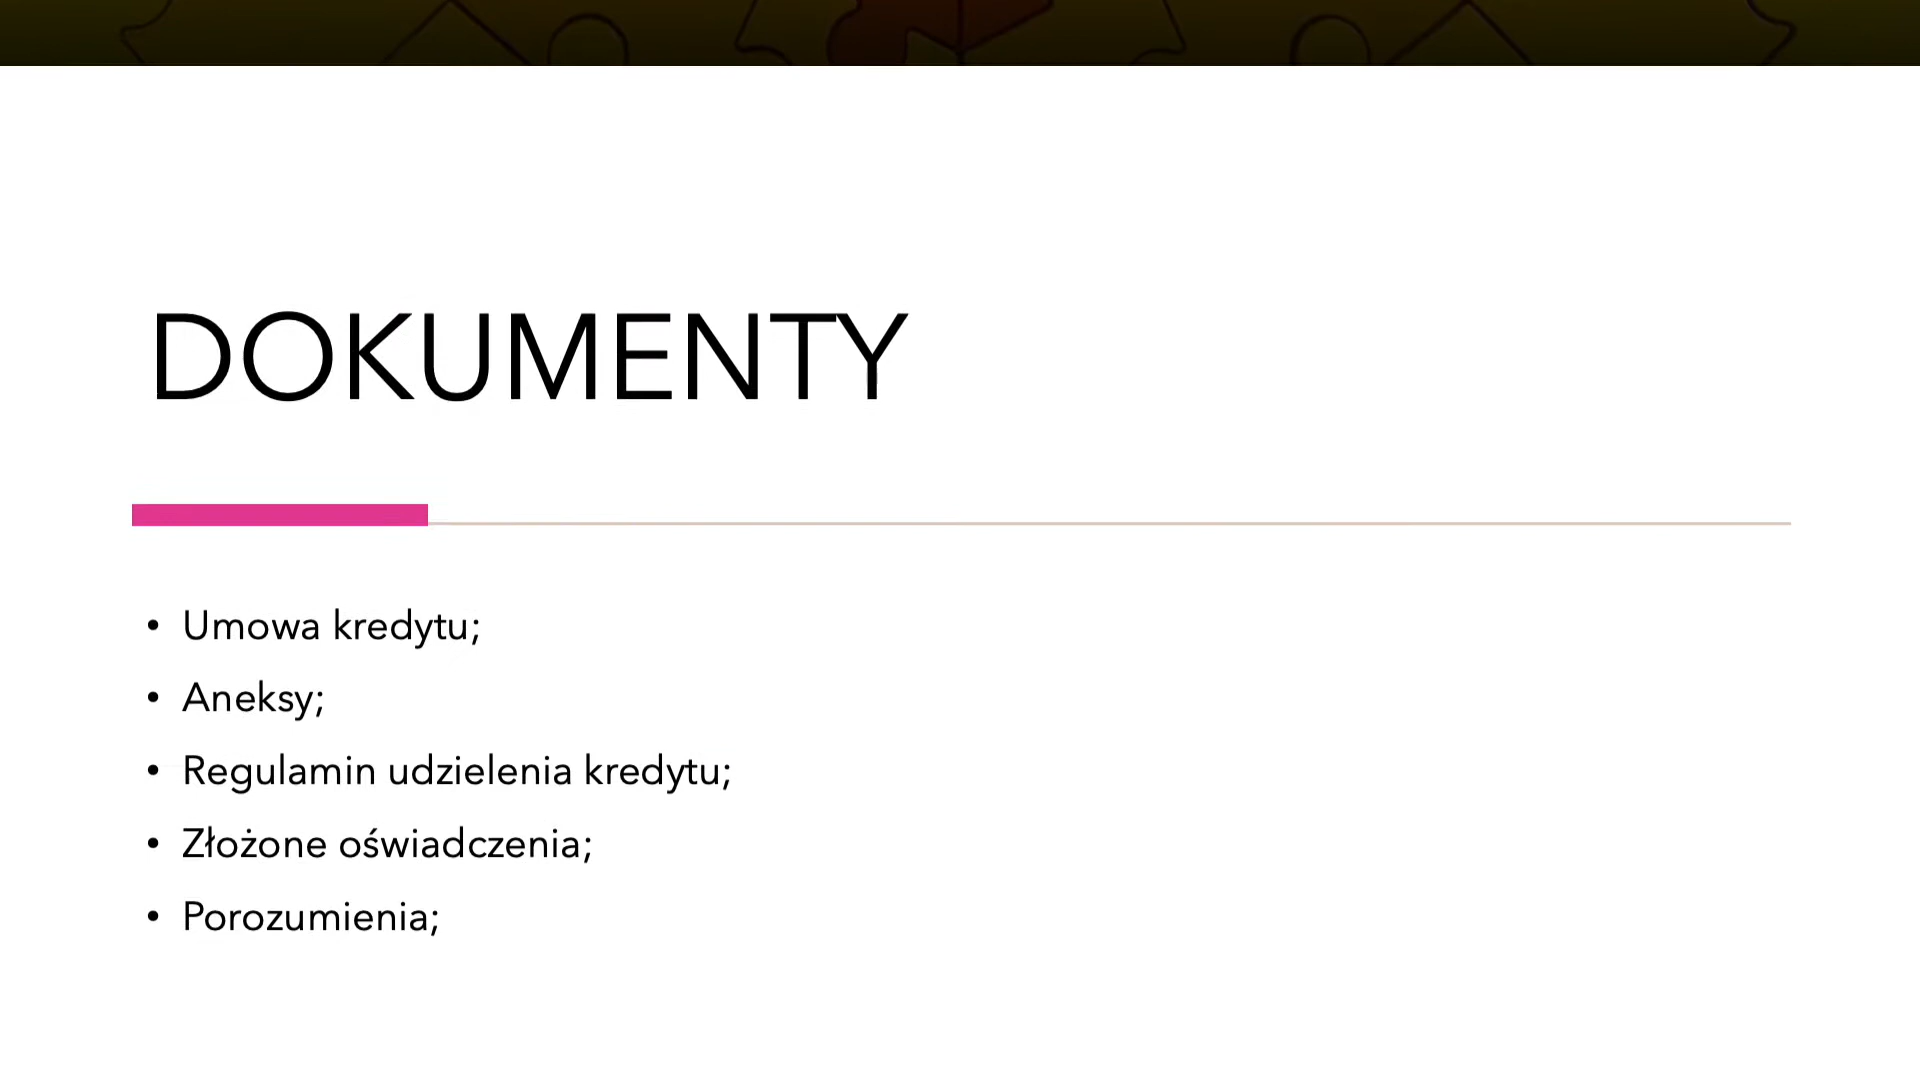 DOKUMENTY
• Umowa kredytu;
• Aneksy;
• Regulamin udzielenia kredytu;
• Złożone oświadczenia;
• Porozumienia;